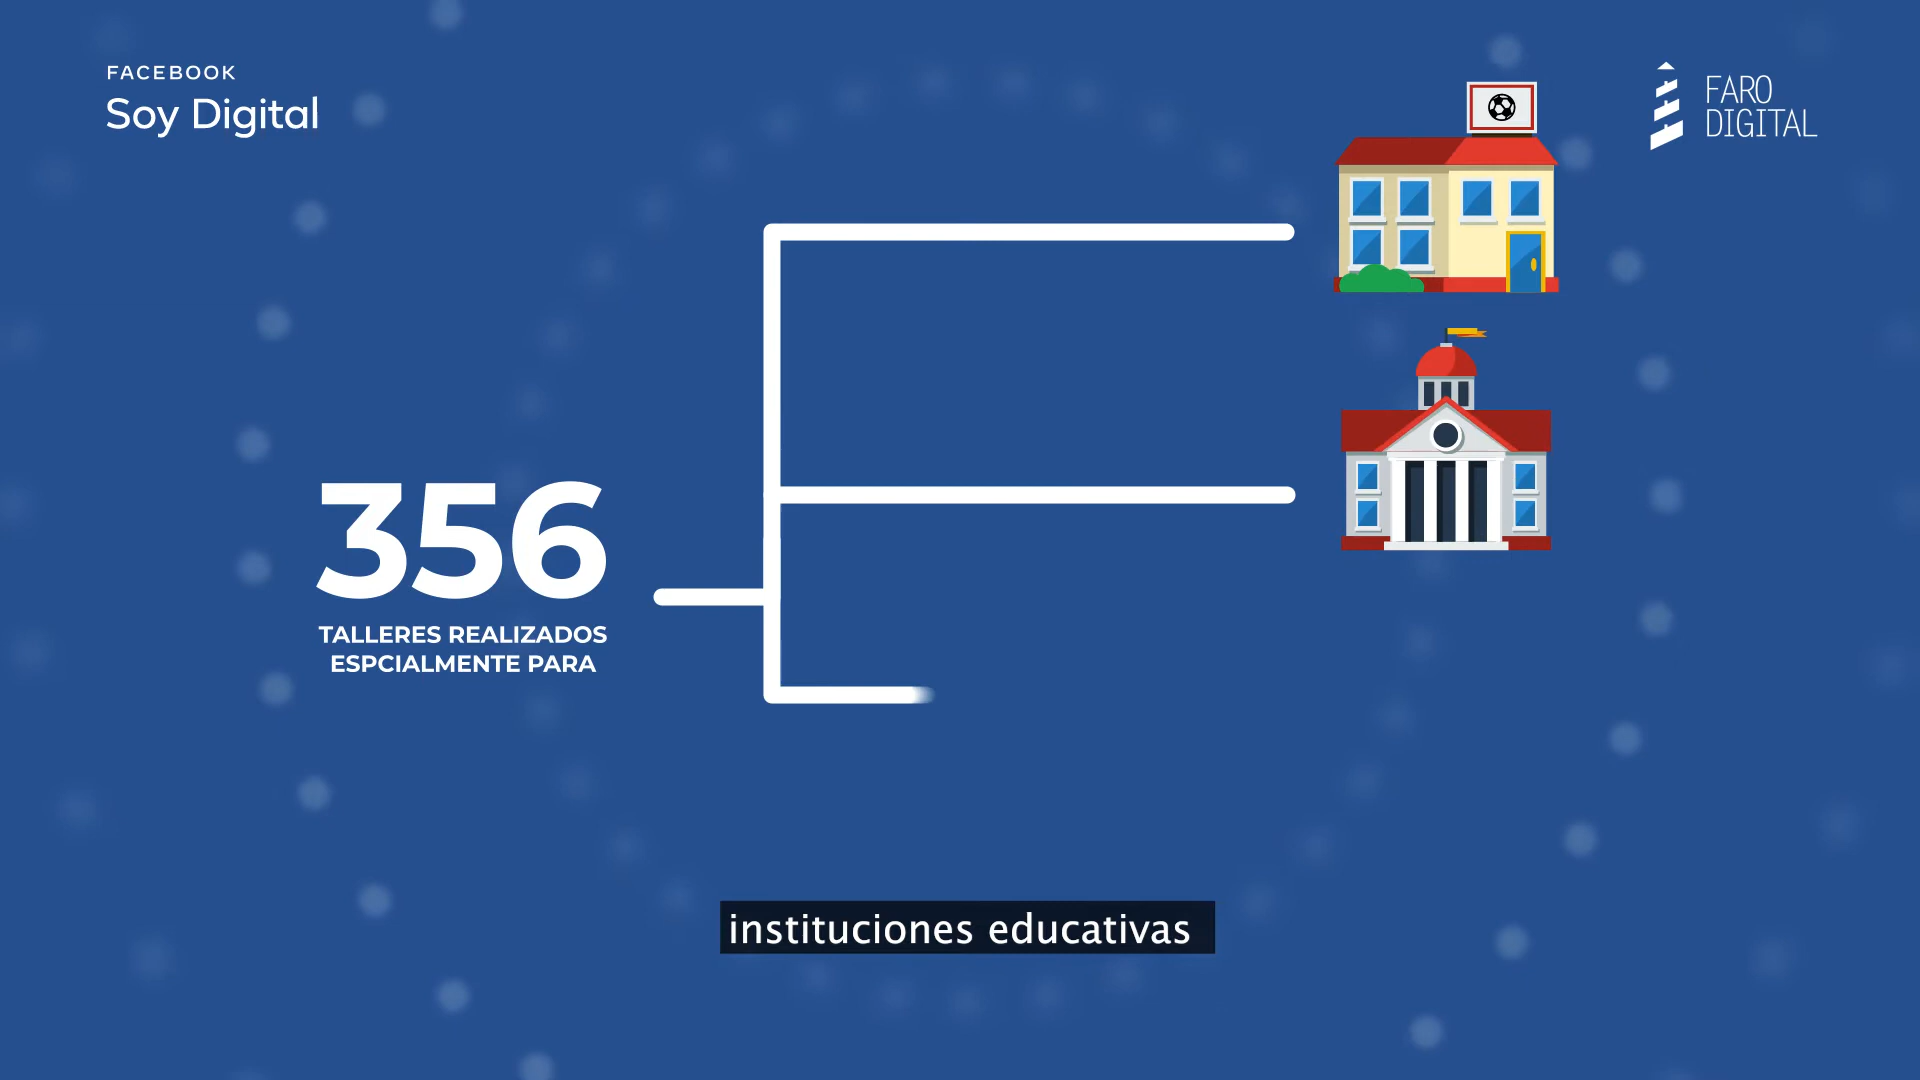 FACEBOOK
Soy Digital
FARO
DIGITAL
356
TALLERES REALIZADOS
ESPCIALMENTE PARA
instituciones educativas